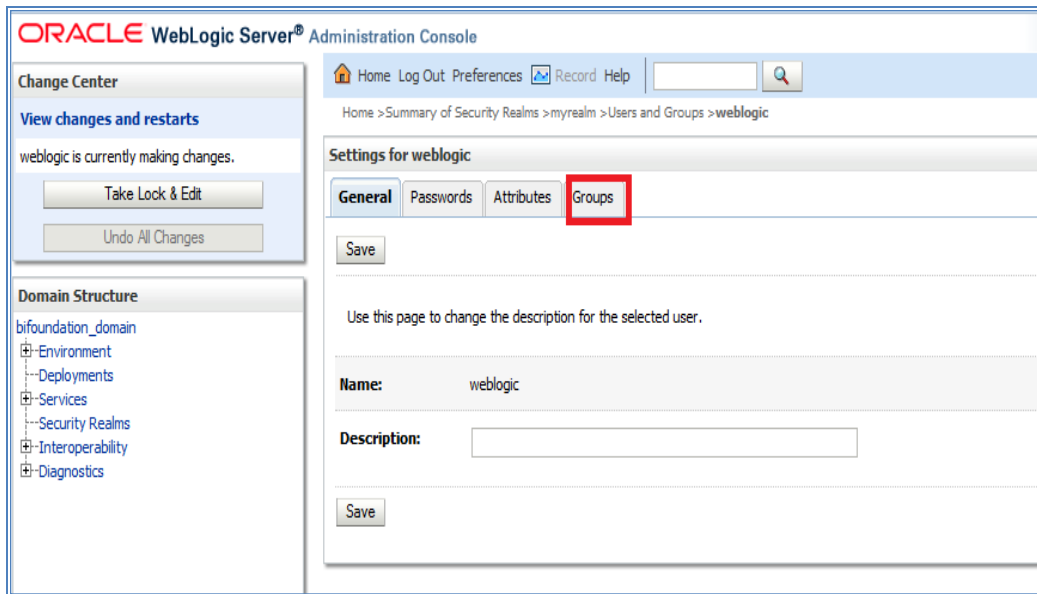 ORACLE WebLogic Server® Administration Console
Change Center
View changes and restarts
weblogic is currently making changes.
Take Lock & Edit
Undo All Changes
Domain Structure
bifoundation_domain
Environment
Deployments
Services
Security Realms
Interoperability
Diagnostics
Home Log Out Preferences Record Help
Home >Summary of Security Realms >myrealm >Users and Groups >weblogic
Settings for weblogic
General Passwords Attributes Groups
Save
Use this page to change the description for the selected user.
Name: weblogic
Description:
Save